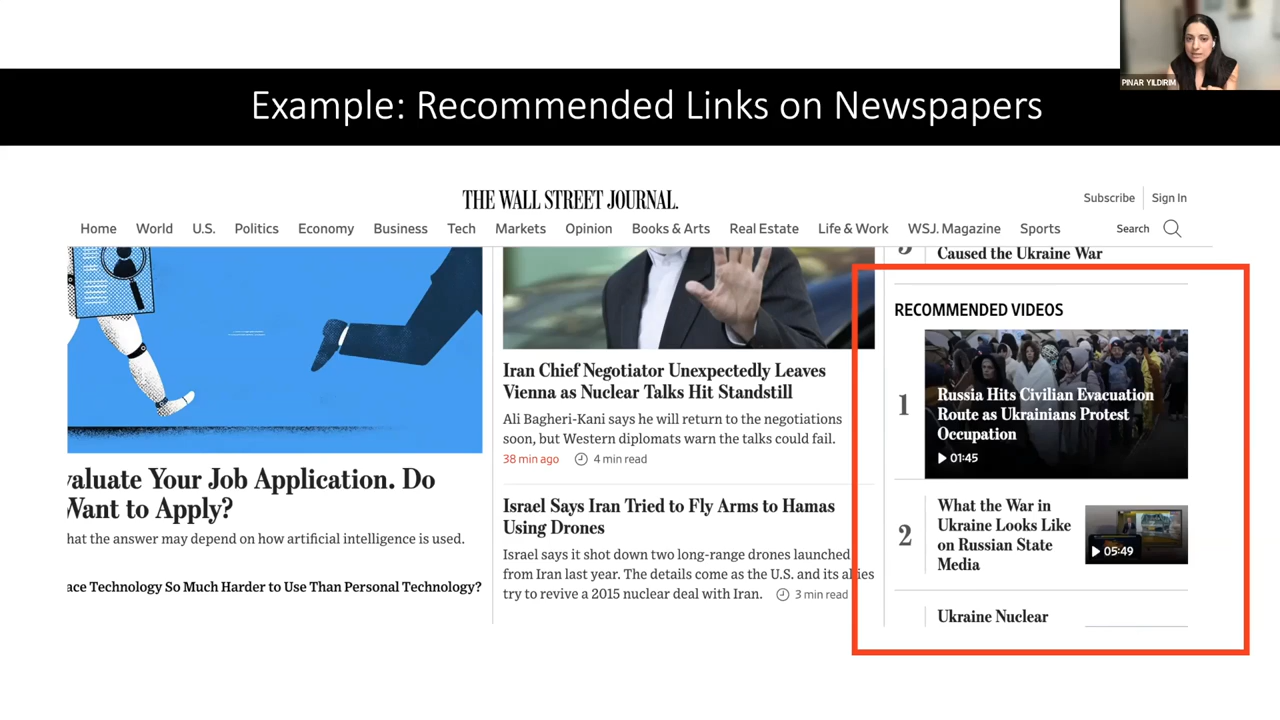 PINAR YILDIRIM
Example: Recommended Links on Newspapers
THE WALL STREET JOURNAL.
Subscribe
Sign In
Home
World
U.S.
Politics
Economy
Business
Tech
Markets
Opinion
Books & Arts
Real Estate
Life & Work
WSJ. Magazine
Sports
Search
valuate Your Job Application. Do
Want to Apply?
hat the answer may depend on how artificial intelligence is used.
ace Technology So Much Harder to Use Than Personal Technology?
Iran Chief Negotiator Unexpectedly Leaves
Vienna as Nuclear Talks Hit Standstill
Ali Bagheri-Kani says he will return to the negotiations
soon, but Western diplomats warn the talks could fail.
38 min ago
4 min read
Israel Says Iran Tried to Fly Arms to Hamas
Using Drones
Israel says it shot down two long-range drones launched
from Iran last year. The details come as the U.S. and its allies
try to revive a 2015 nuclear deal with Iran.
3 min read
Caused the Ukraine War
RECOMMENDED VIDEOS
1
Russia Hits Civilian Evacuation
Route as Ukrainians Protest
Occupation
01:45
2
What the War in
Ukraine Looks Like
on Russian State
Media
05:49
Ukraine Nuclear